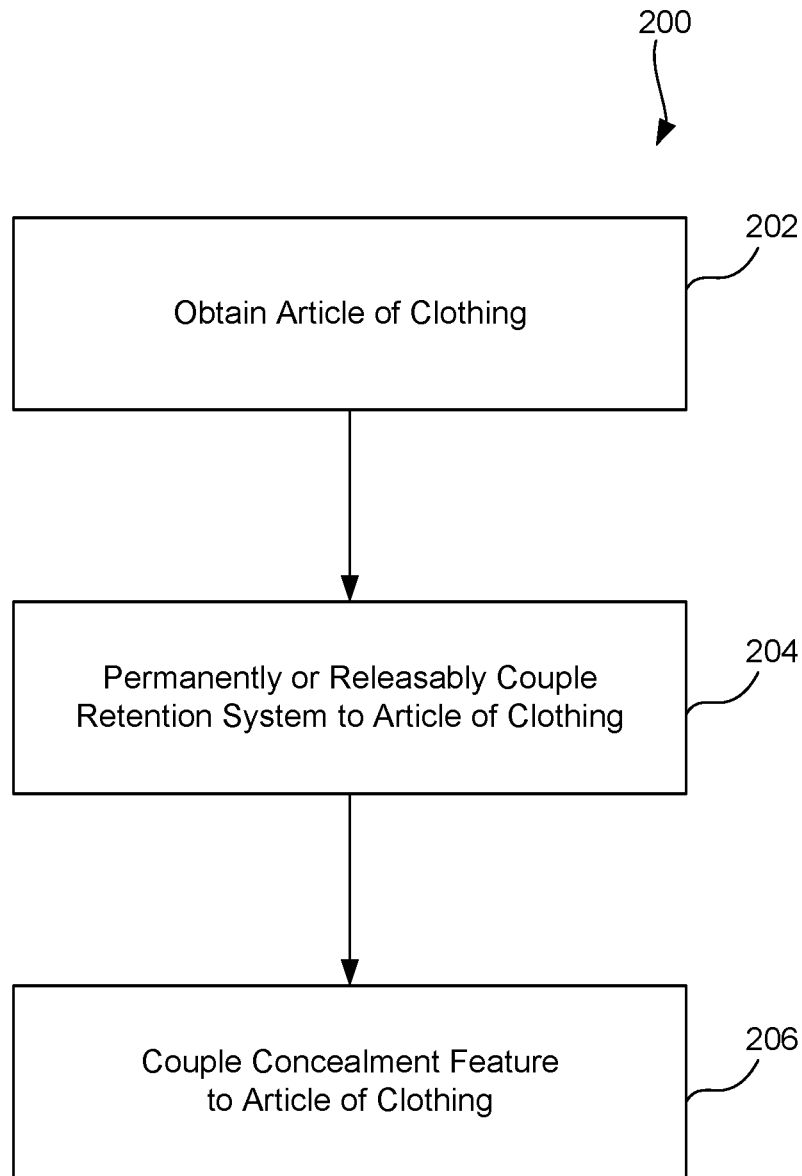 200
202
Obtain Article of Clothing
204
Permanently or Releasably Couple
Retention System to Article of Clothing
206
Couple Concealment Feature
to Article of Clothing